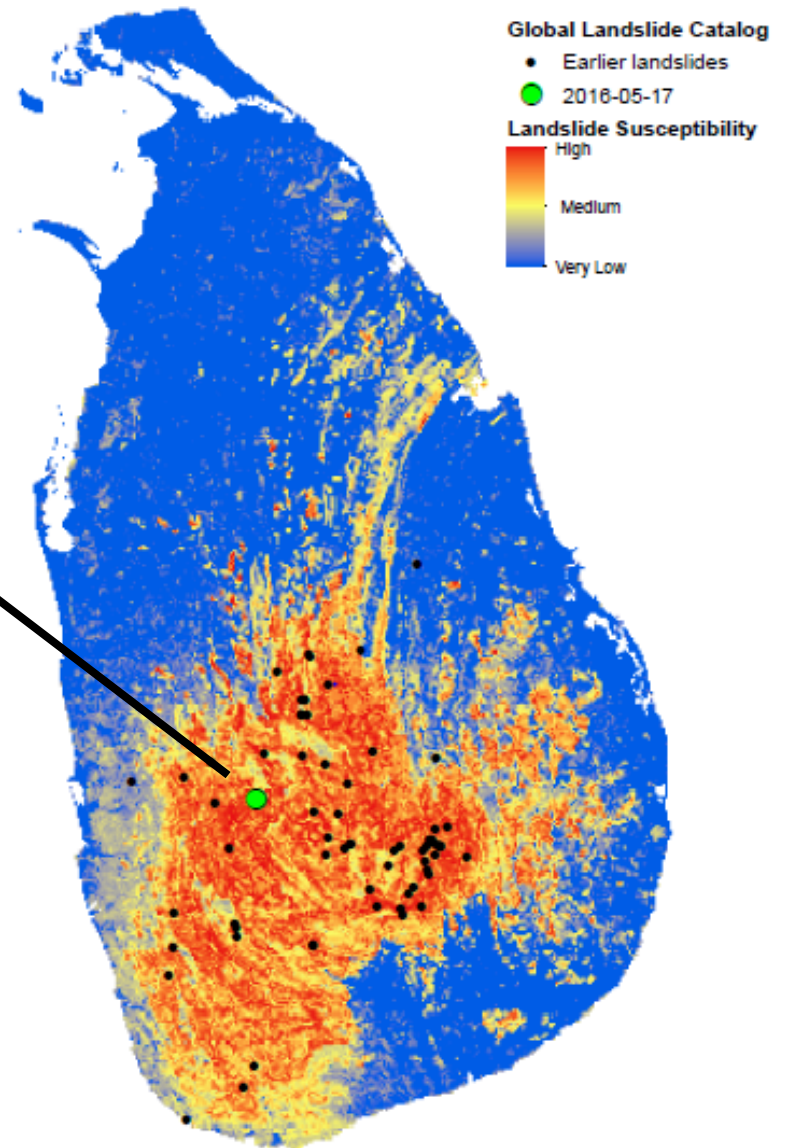 Global Landslide Catalog
Earlier landslides
2016-05-17
Landslide Susceptibility
High
Medium
Very Low